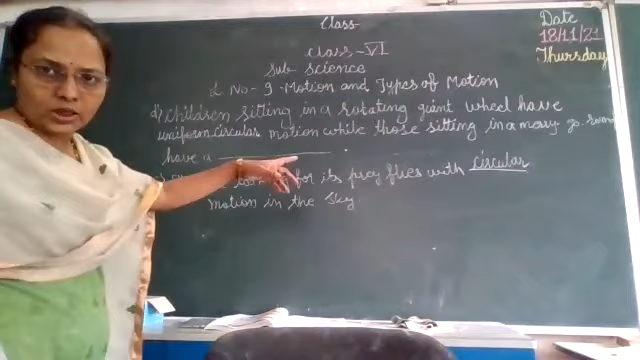 Class
Date
18/11/21
Thursday
Class - VI
Sub Science
L No - 9 - Motion and Types of Motion
d) children sitting in a rotating giant wheel have
uniform circular motion while those sitting in a merry go roun
have a ________ .
for its prey flies with circular
motion in the sky